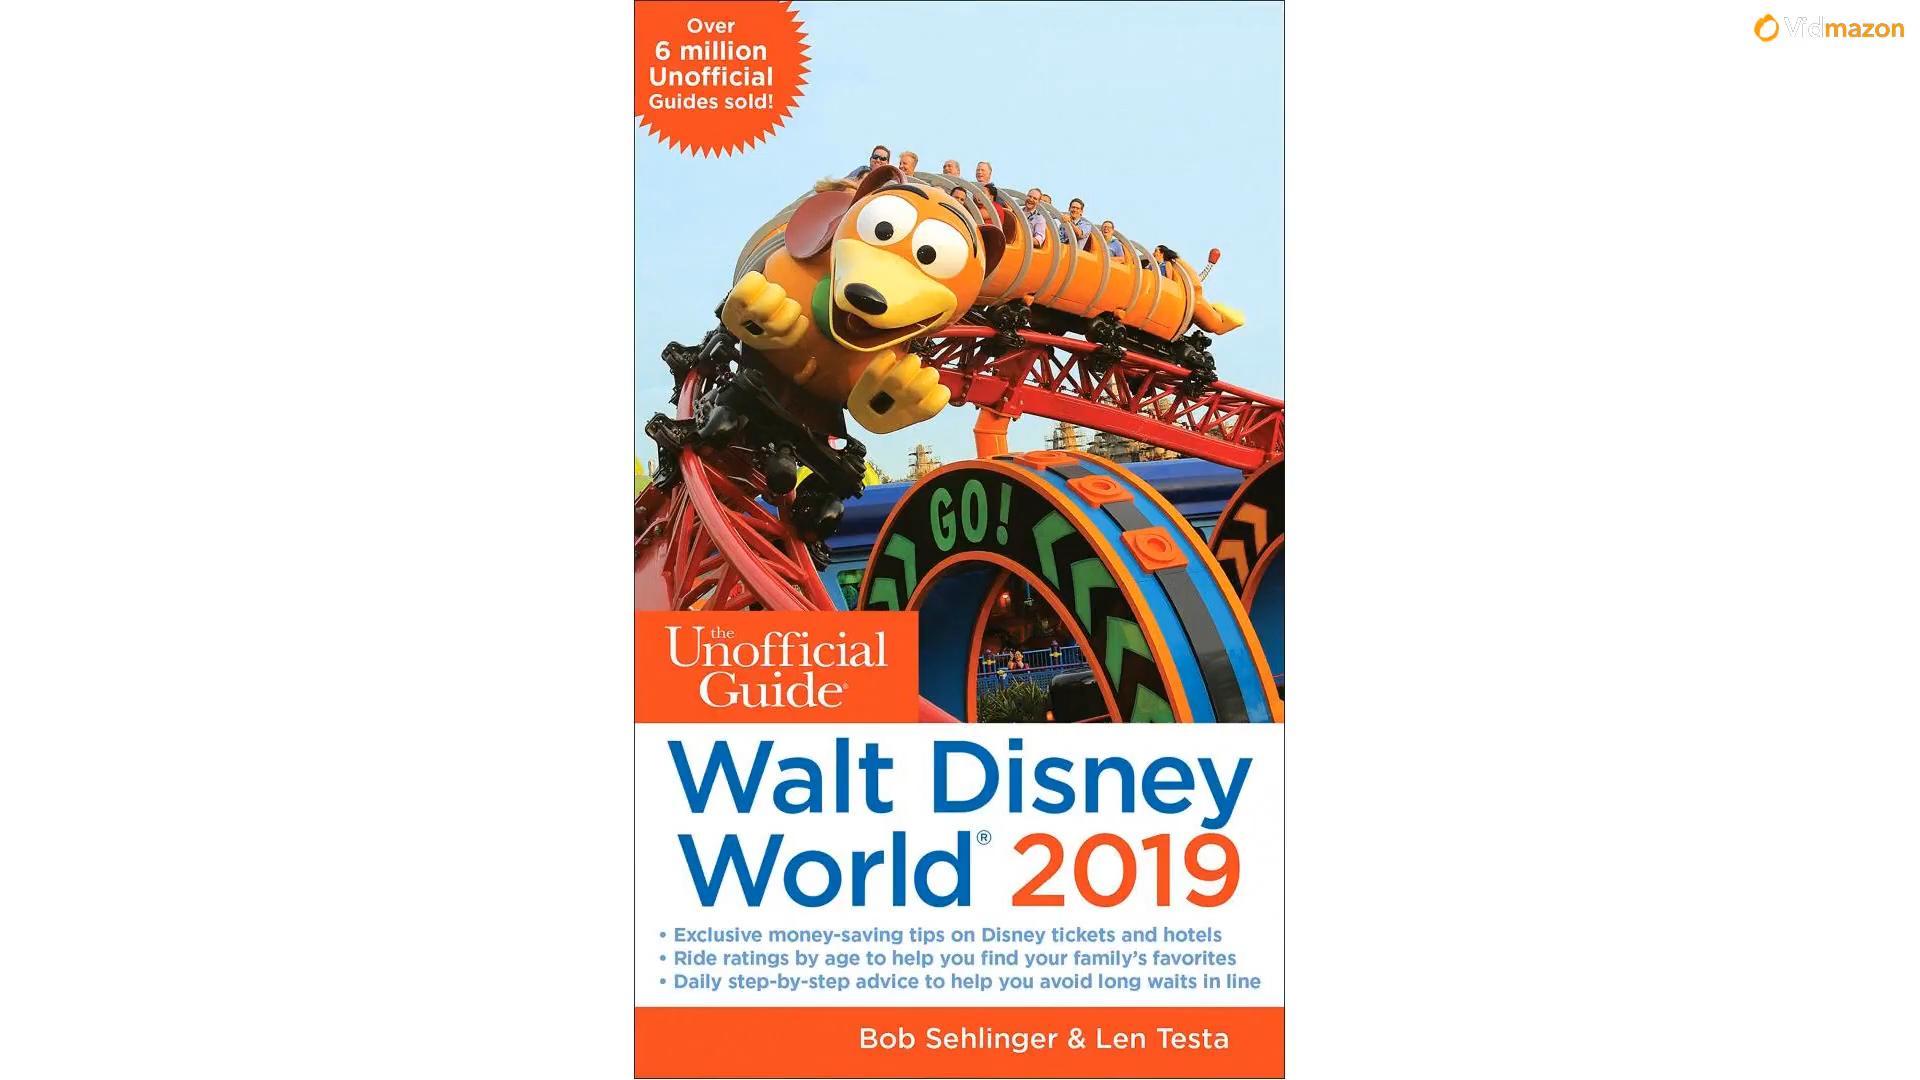 Over
6 million
Unofficial
Guides sold!
Vidmazon
GO!
the
Unofficial
Guide®
Walt Disney
World® 2019
• Exclusive money-saving tips on Disney tickets and hotels
• Ride ratings by age to help you find your family's favorites
• Daily step-by-step advice to help you avoid long waits in line
Bob Sehlinger & Len Testa